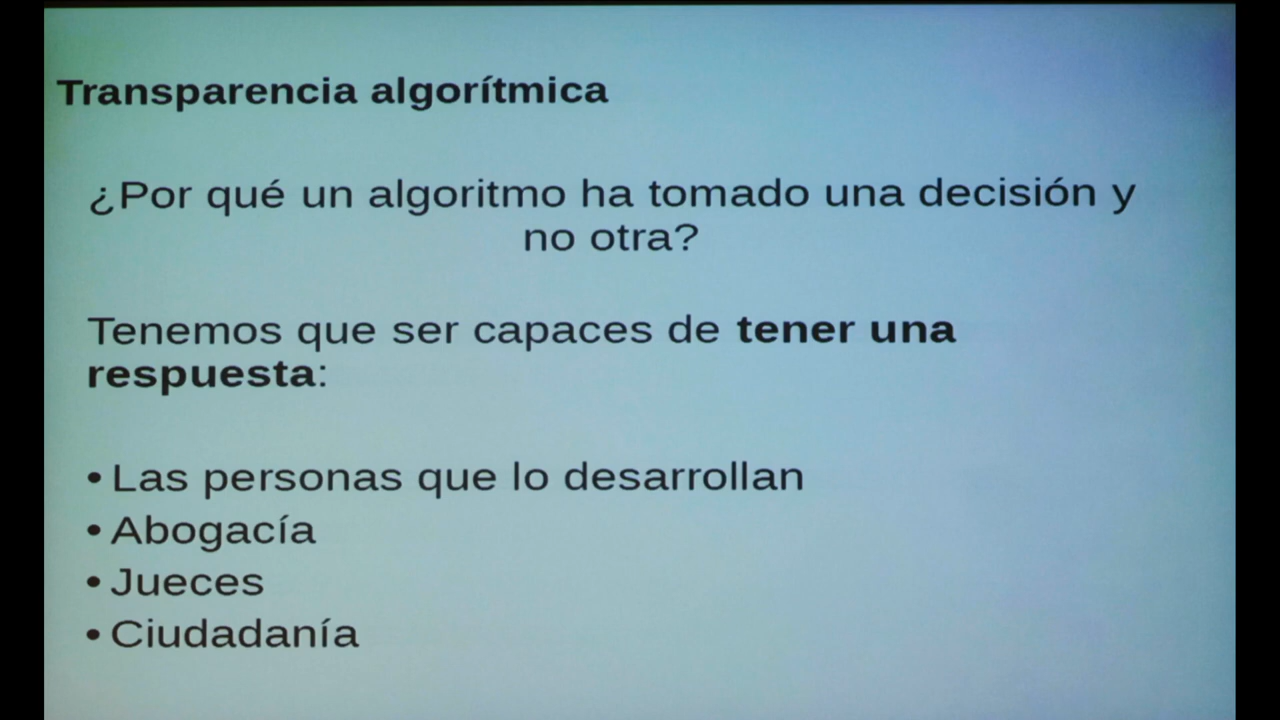 Transparencia algorítmica
¿Por qué un algoritmo ha tomado una decisión y
no otra?
Tenemos que ser capaces de tener una
respuesta:
• Las personas que lo desarrollan
• Abogacía
• Jueces
• Ciudadanía